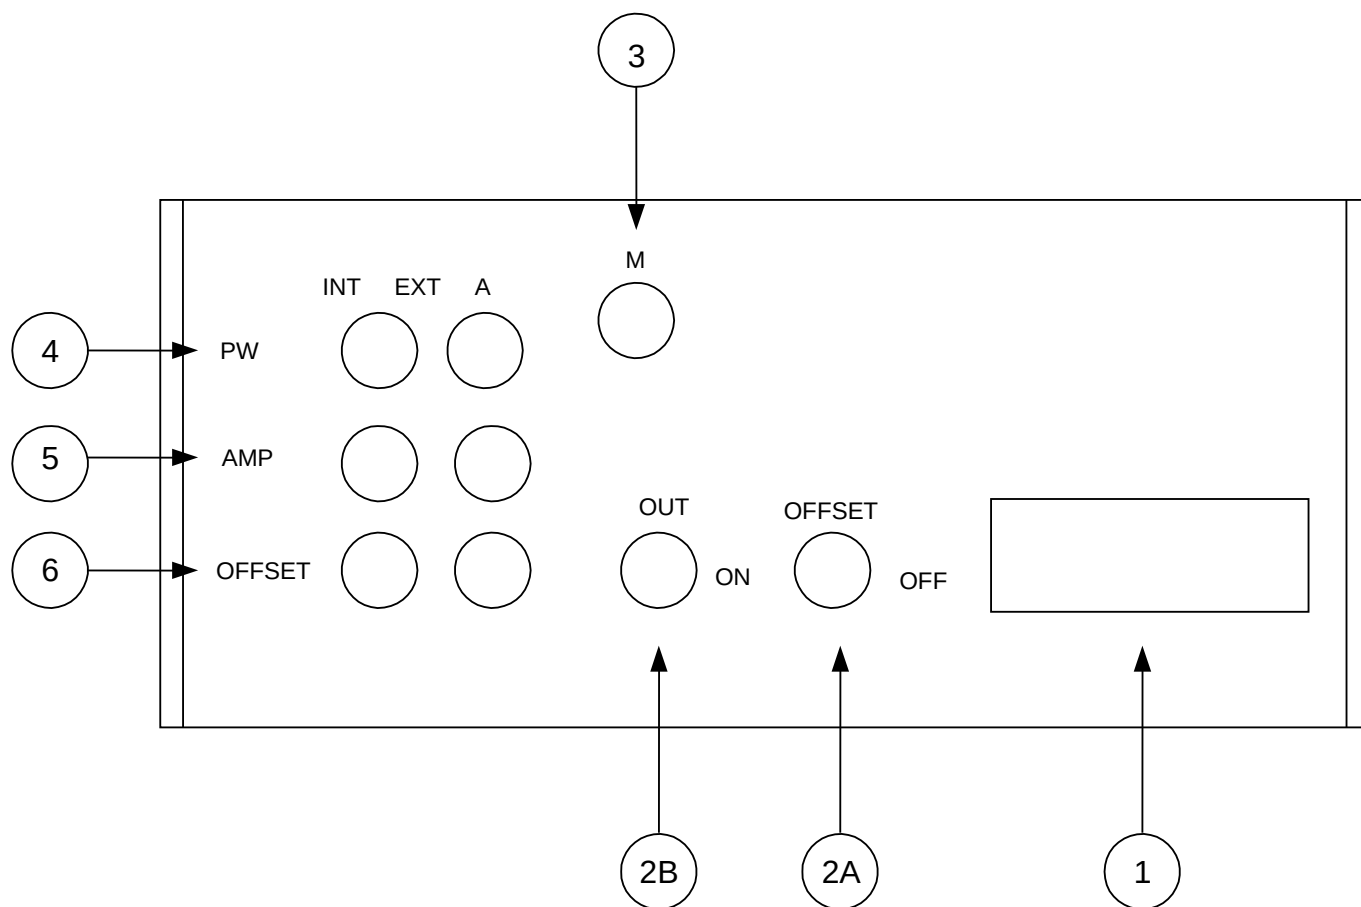 3
M
INT EXT A
4 PW
5 AMP
OUT OFFSET
6 OFFSET
ON OFF
2B 2A 1